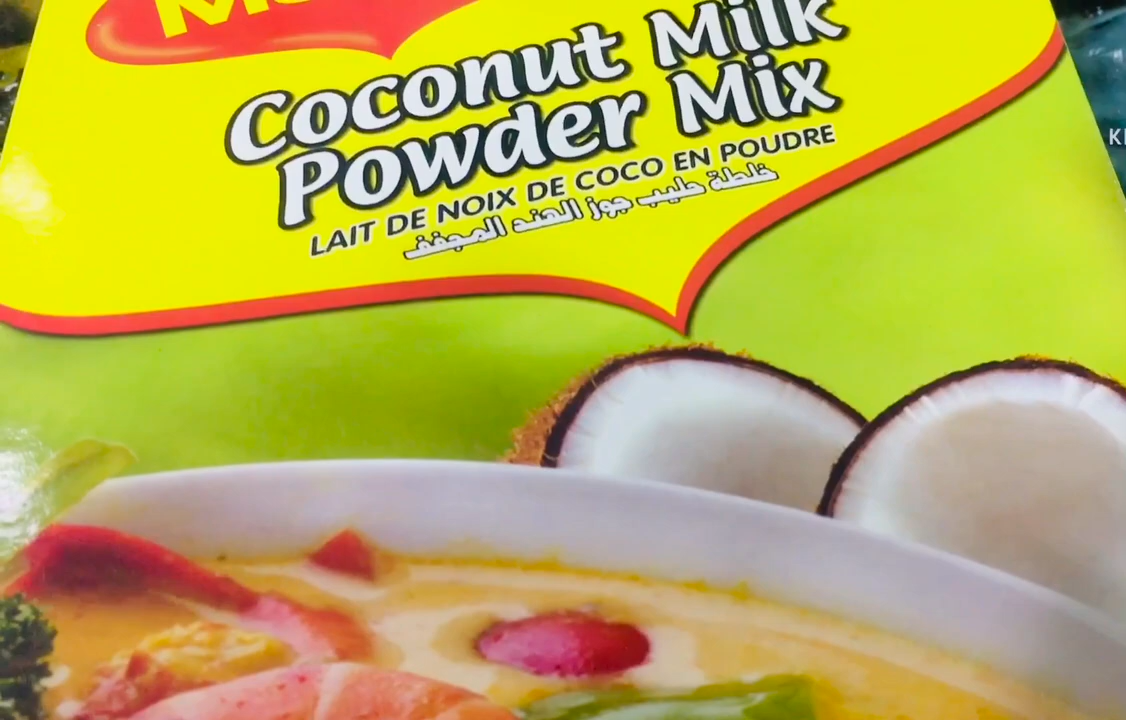 Coconut Milk
Powder Mix
LAIT DE NOIX DE COCO EN POUDRE
خلطة حليب جوز الهند المجفف